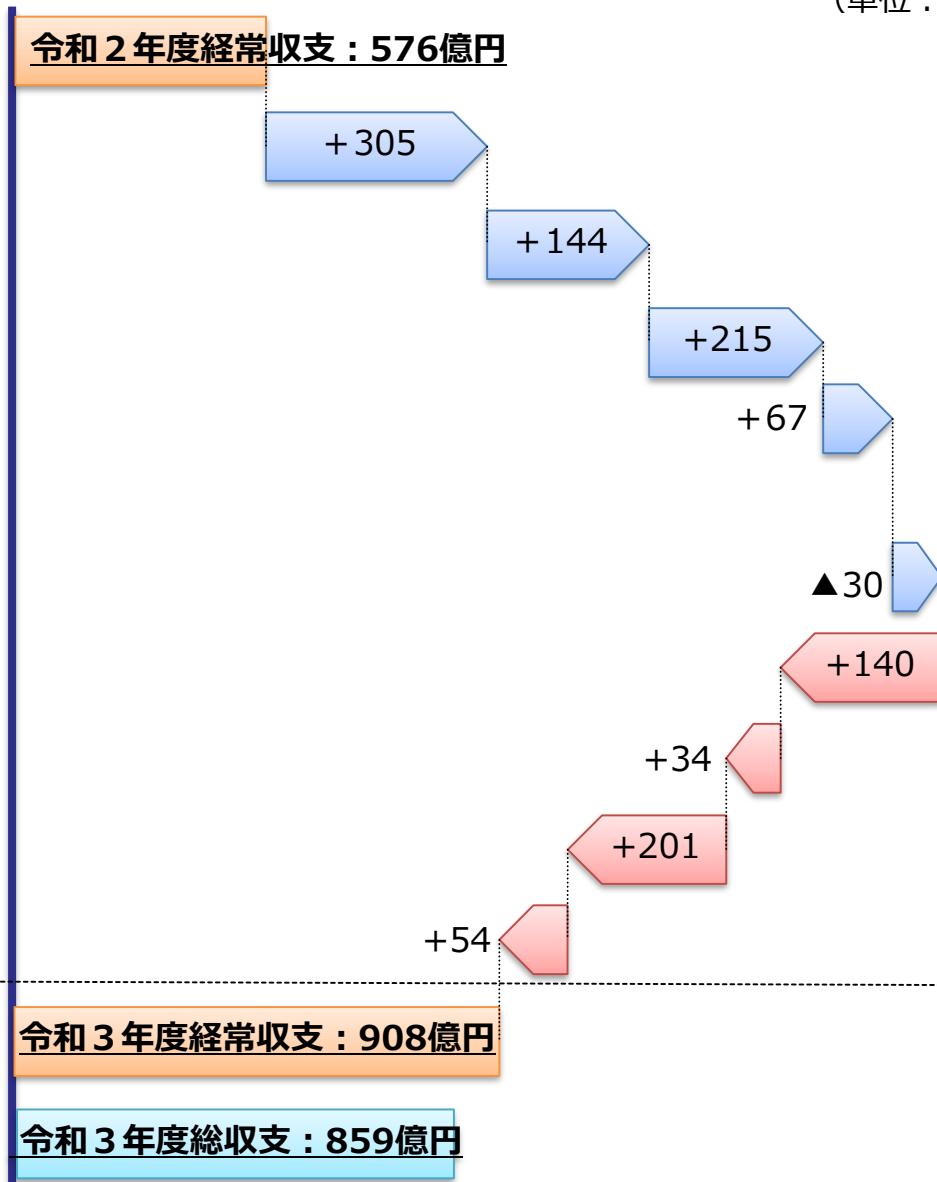 (単位：
令和２年度経常収支：576億円
＋305
＋144
+215
＋67
▲30
+140
+34
+201
+54
令和３年度経常収支：908億円
令和３年度総収支：859億円